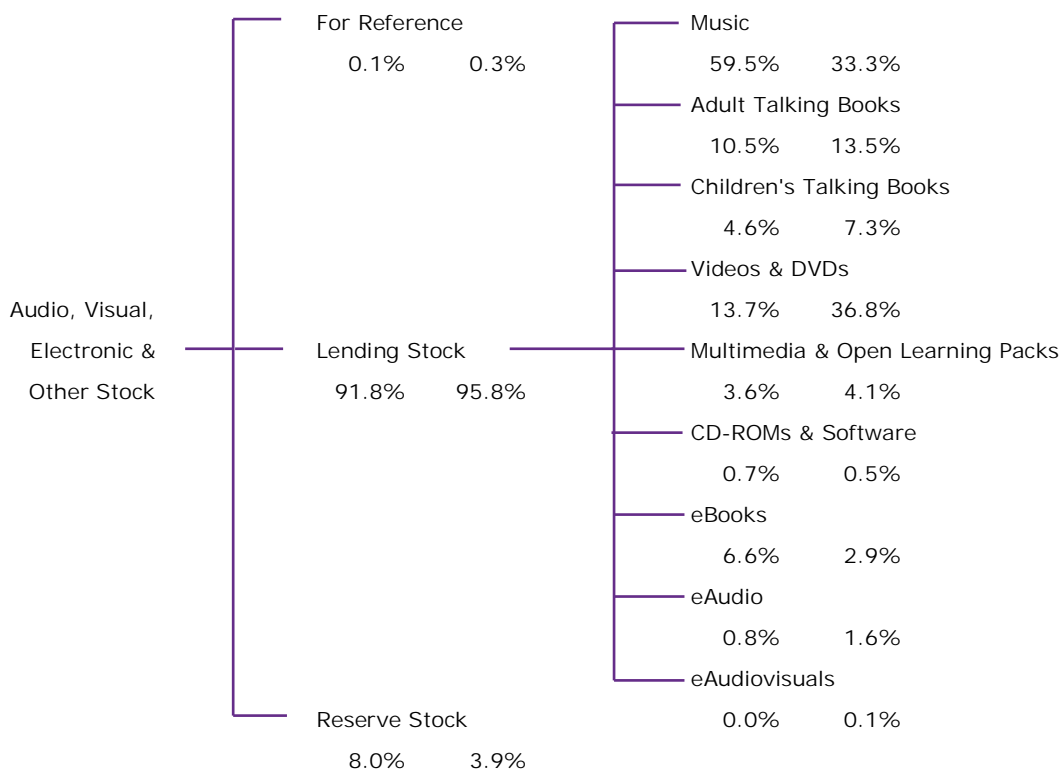 For Reference
0.1% 0.3%
Music
59.5% 33.3%
Adult Talking Books
10.5% 13.5%
Children's Talking Books
4.6% 7.3%
Videos & DVDs
13.7% 36.8%
Audio, Visual,
Electronic &
Other Stock
Lending Stock
91.8% 95.8%
Multimedia & Open Learning Packs
3.6% 4.1%
CD-ROMs & Software
0.7% 0.5%
eBooks
6.6% 2.9%
eAudio
0.8% 1.6%
eAudiovisuals
0.0% 0.1%
Reserve Stock
8.0% 3.9%